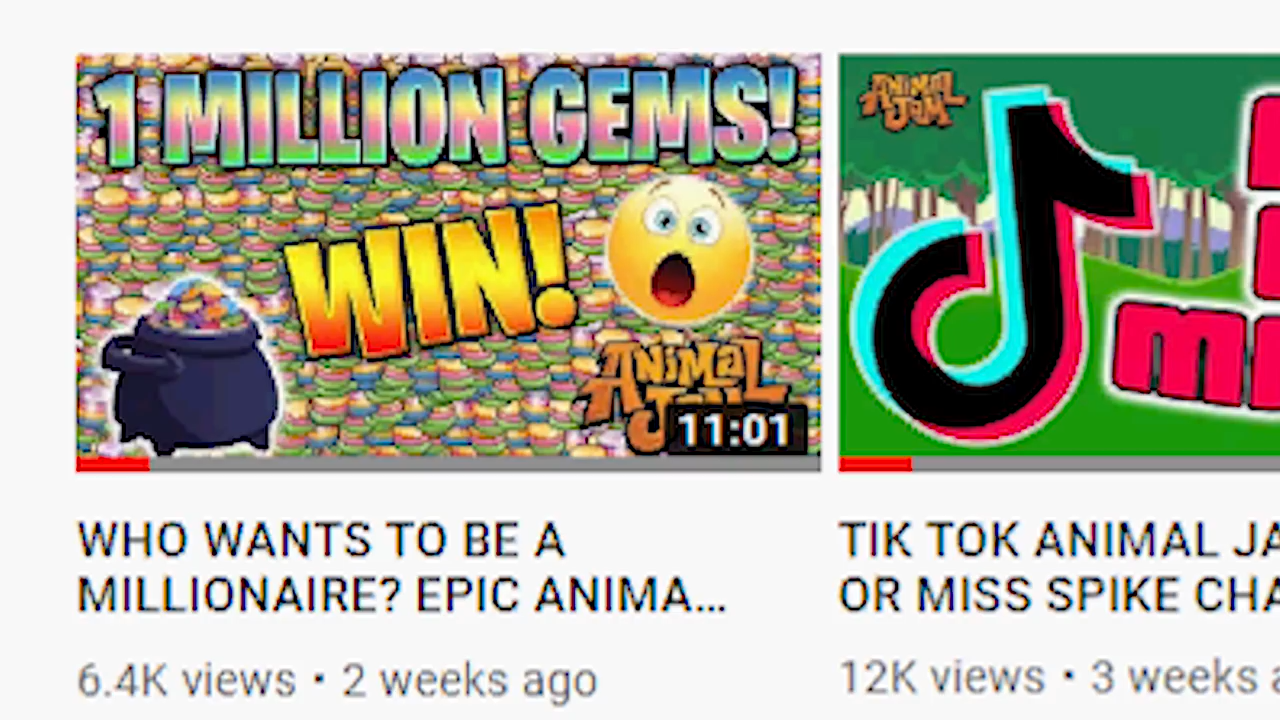 1 MILLION GEMS!
WIN!
ANIMAL
JAM
11:01
WHO WANTS TO BE A
MILLIONAIRE? EPIC ANIMA...
6.4K views • 2 weeks ago
ANIMAL
JAM
TIK TOK ANIMAL JA
OR MISS SPIKE CHA
12K views • 3 weeks